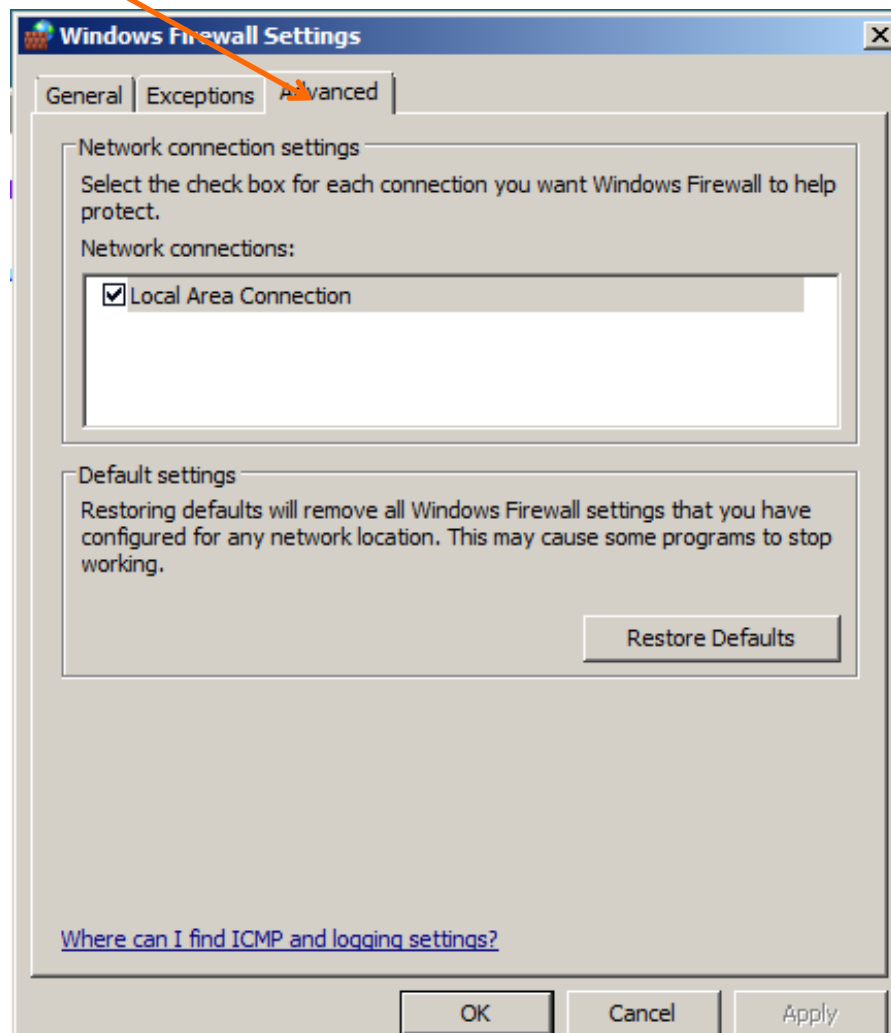 Windows Firewall Settings
General
Exceptions
Advanced
Network connection settings
Select the check box for each connection you want Windows Firewall to help
protect.
Network connections:
Local Area Connection
Default settings
Restoring defaults will remove all Windows Firewall settings that you have
configured for any network location. This may cause some programs to stop
working.
Restore Defaults
Where can I find ICMP and logging settings?
OK
Cancel
Apply